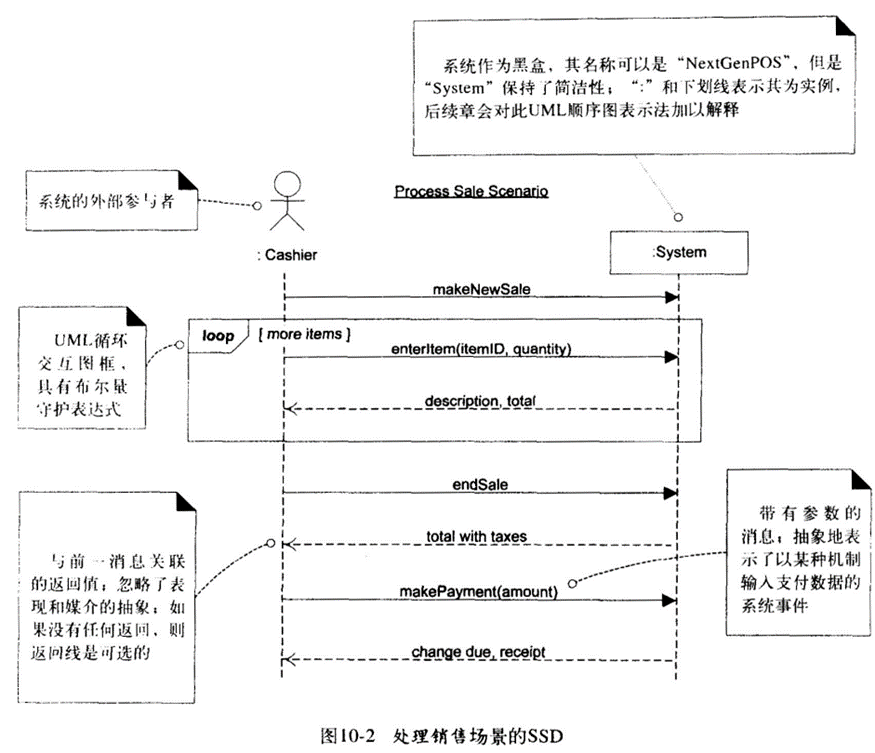 系统作为黑盒，其名称可以是“NextGenPOS”，但是
“System”保持了简洁性；“:”和下划线表示其为实例，
后续章会对此UML顺序图表示法加以解释
系统的外部参与者
Process Sale Scenario
: Cashier
:System
makeNewSale
UML循环
交互图框，
具有布尔量
守护表达式
loop
[ more items ]
enterItem(itemID, quantity)
description, total
endSale
带有参数的
消息；抽象地表
示了以某种机制
输入支付数据的
系统事件
total with taxes
与前一消息关联
的返回值；忽略了表
现和媒介的抽象；如
果没有任何返回，则
返回线是可选的
makePayment(amount)
change due, receipt
图10-2 处理销售场景的SSD